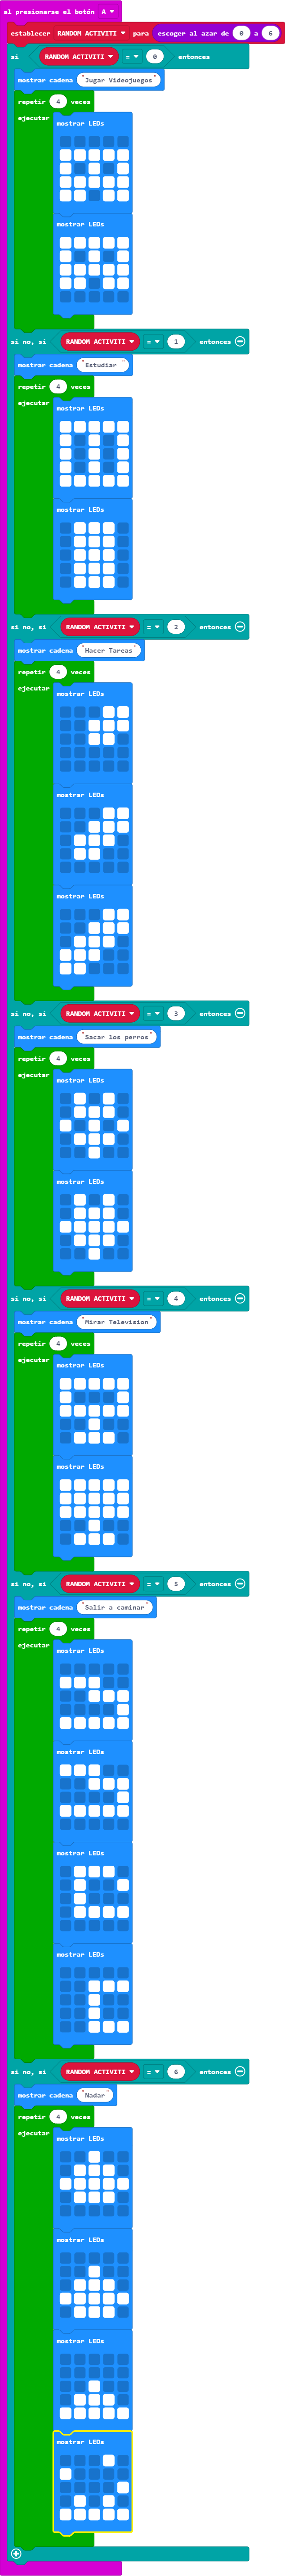 al presionarse el botón A
establecer RANDOM ACTIVITI para escoger al azar de 0 a 6
si RANDOM ACTIVITI = 0 entonces
mostrar cadena "Jugar Videojuegos"
repetir 4 veces
ejecutar
mostrar LEDs
mostrar LEDs
si no, si RANDOM ACTIVITI = 1 entonces
mostrar cadena "Estudiar "
repetir 4 veces
ejecutar
mostrar LEDs
mostrar LEDs
si no, si RANDOM ACTIVITI = 2 entonces
mostrar cadena "Hacer Tareas"
repetir 4 veces
ejecutar
mostrar LEDs
mostrar LEDs
mostrar LEDs
si no, si RANDOM ACTIVITI = 3 entonces
mostrar cadena "Sacar los perros "
repetir 4 veces
ejecutar
mostrar LEDs
mostrar LEDs
si no, si RANDOM ACTIVITI = 4 entonces
mostrar cadena "Mirar Television"
repetir 4 veces
ejecutar
mostrar LEDs
mostrar LEDs
si no, si RANDOM ACTIVITI = 5 entonces
mostrar cadena "Salir a caminar"
repetir 4 veces
ejecutar
mostrar LEDs
mostrar LEDs
mostrar LEDs
mostrar LEDs
si no, si RANDOM ACTIVITI = 6 entonces
mostrar cadena "Nadar"
repetir 4 veces
ejecutar
mostrar LEDs
mostrar LEDs
mostrar LEDs
mostrar LEDs